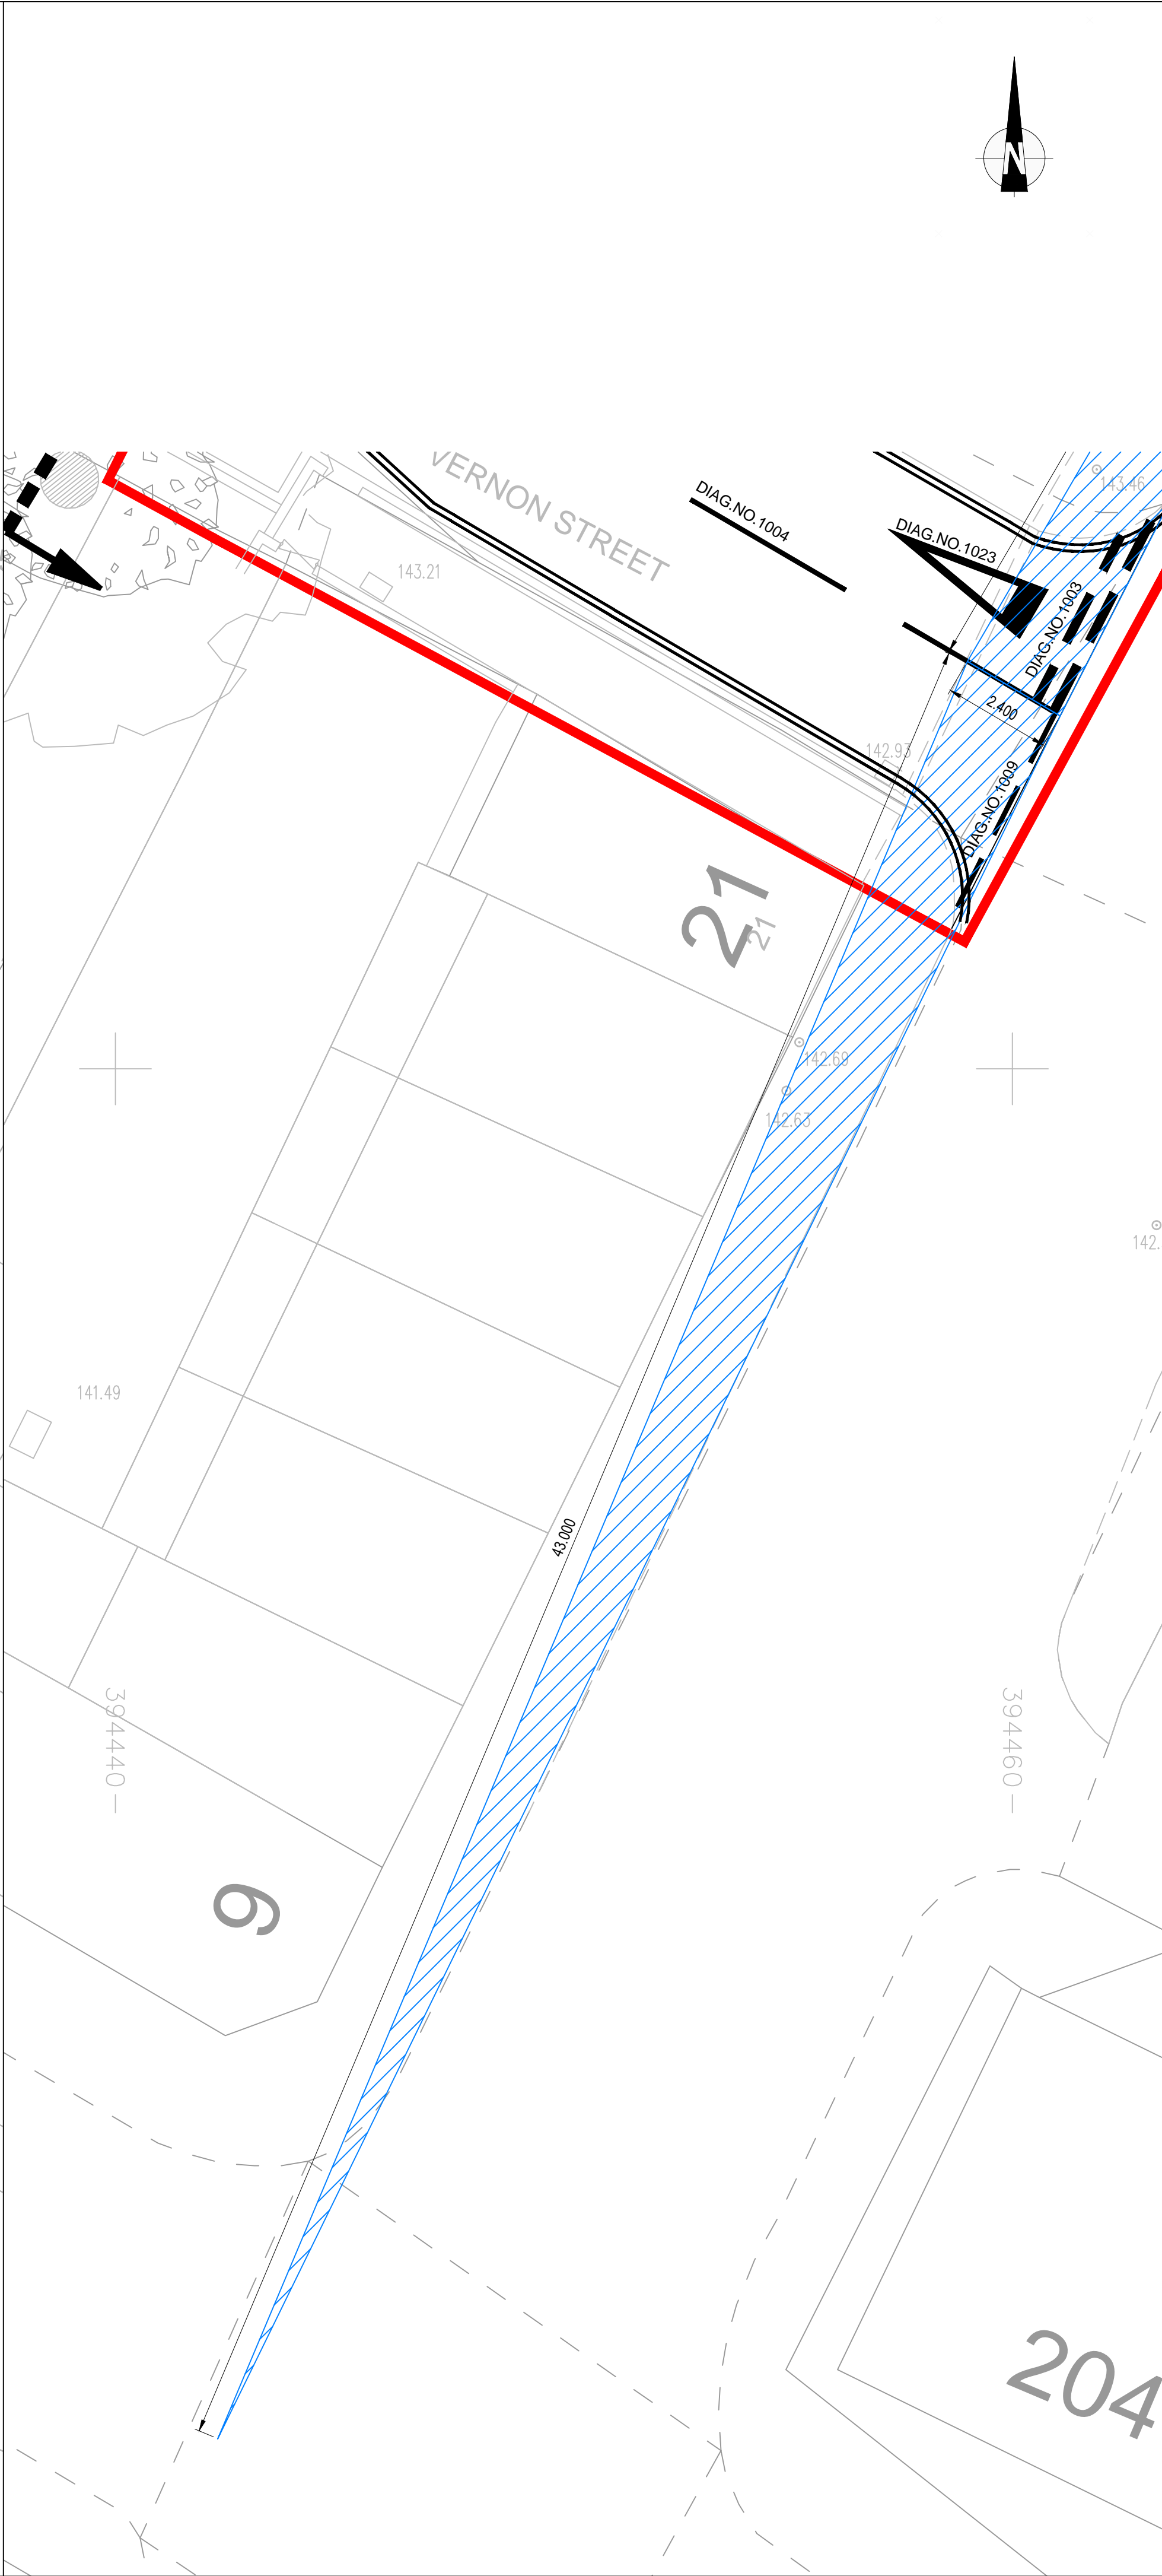 N
VERNON STREET
DIAG.NO.1004
DIAG.NO.1023
143.46
143.21
DIAG.NO.1003
2.400
142.93
DIAG.NO.1009
21
21
142.69
142.63
142.
141.49
43.000
394440
394460
9
204